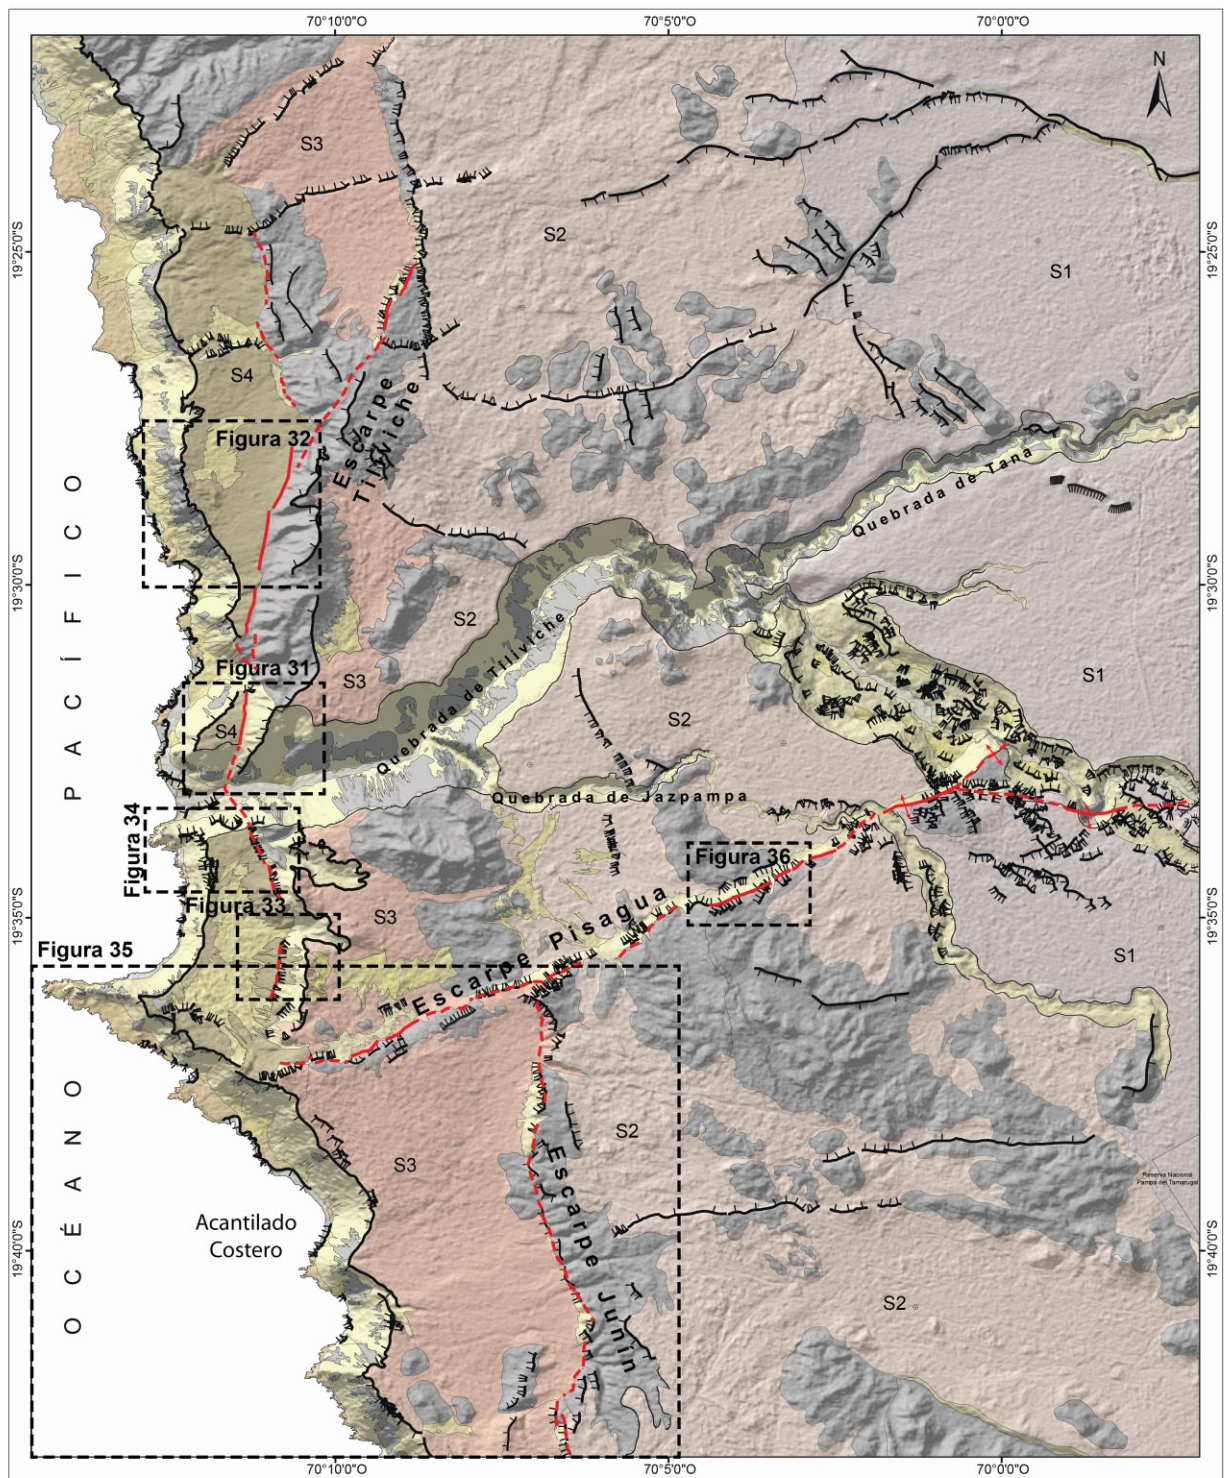 70°10'0"O
70°5'0"O
70°0'0"O
N
S3
19°25'0"S
S2
S1
19°25'0"S
S4
Escarpe
Tiliviche
Figura 32
Quebrada de Tana
19°30'0"S
19°30'0"S
S2
Quebrada de Tiliviche
Figura 31
S3
S1
S4
S2
OCÉANO PACÍFICO
Quebrada de Jazpampa
Figura 34
Figura 36
Figura 33
S3
19°35'0"S
19°35'0"S
Escarpe Pisagua
Figura 35
S1
S2
S3
Escarpe Junín
Reserva Nacional
Pampa del Tamarugal
Acantilado
Costero
19°40'0"S
19°40'0"S
S2
70°10'0"O
70°5'0"O
70°0'0"O